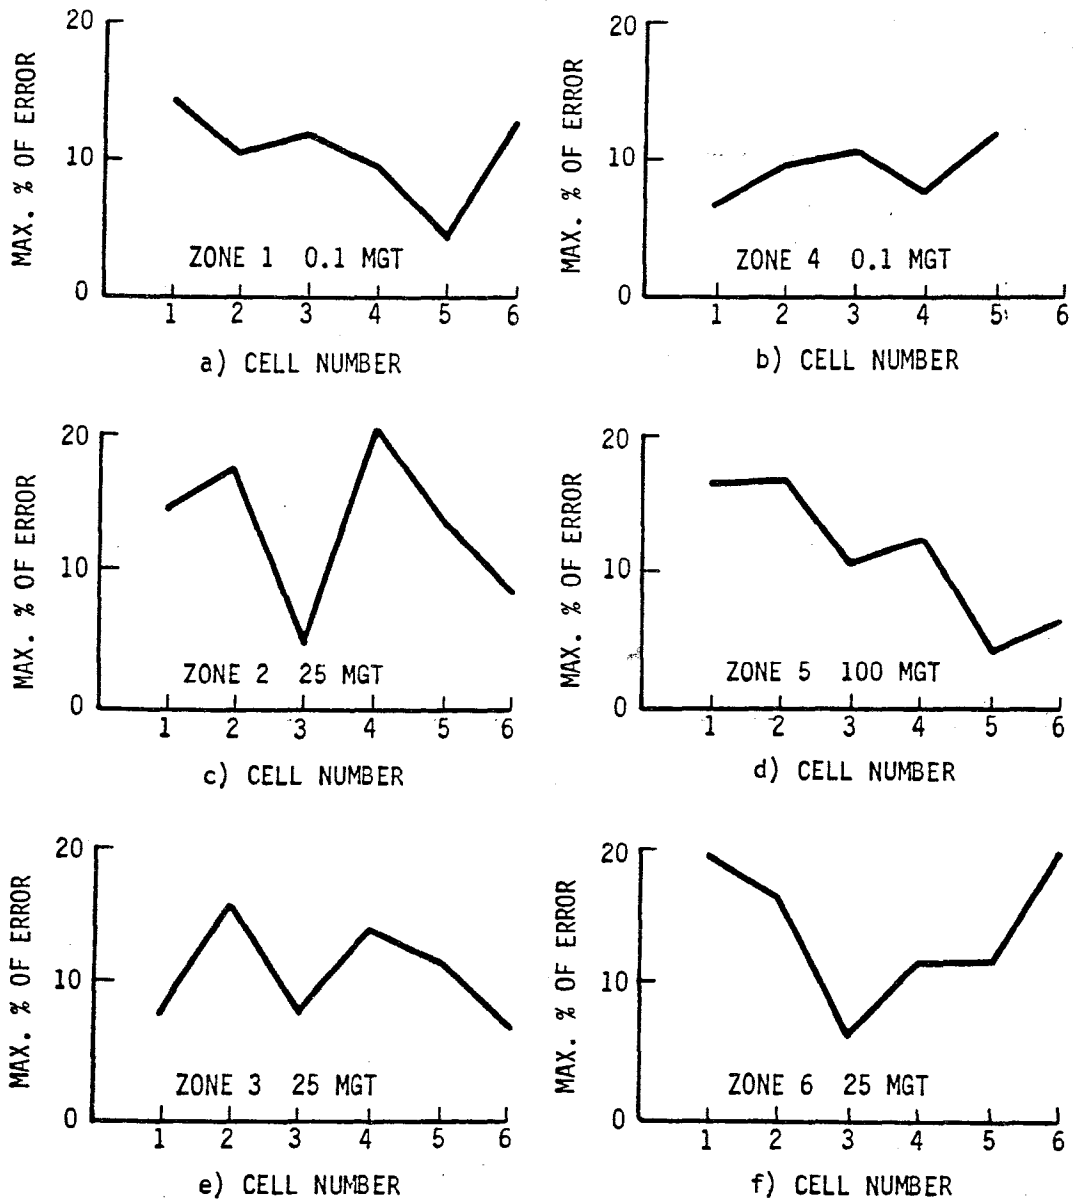 20
10
0
MAX. % OF ERROR
ZONE 1 0.1 MGT
1 2 3 4 5 6
a) CELL NUMBER
20
10
0
MAX. % OF ERROR
ZONE 4 0.1 MGT
1 2 3 4 5 6
b) CELL NUMBER
20
10
0
MAX. % OF ERROR
ZONE 2 25 MGT
1 2 3 4 5 6
c) CELL NUMBER
20
10
0
MAX. % OF ERROR
ZONE 5 100 MGT
1 2 3 4 5 6
d) CELL NUMBER
20
10
0
MAX. % OF ERROR
ZONE 3 25 MGT
1 2 3 4 5 6
e) CELL NUMBER
20
10
0
MAX. % OF ERROR
ZONE 6 25 MGT
1 2 3 4 5 6
f) CELL NUMBER